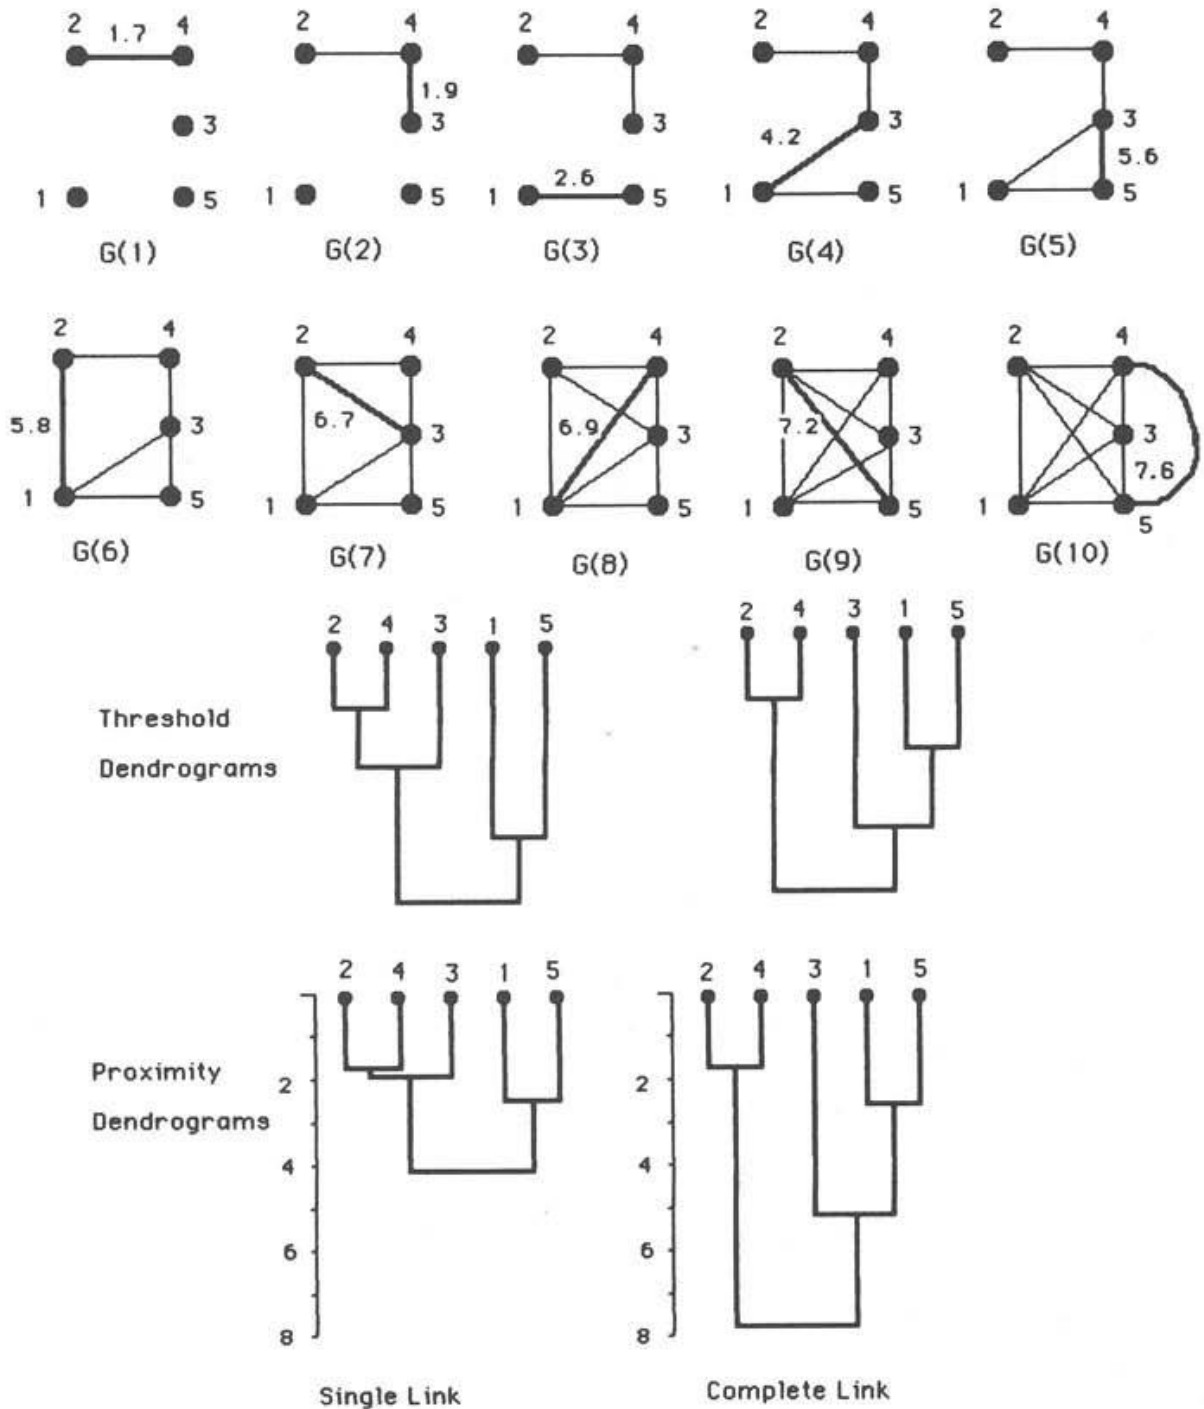 2 4 2 4 2 4 2 4 2 4
1.7
1.9
3 3 3 4.2 3 3
2.6 5.6
1 5 1 5 1 5 1 5 1 5
G(1) G(2) G(3) G(4) G(5)
2 4 2 4 2 4 2 4 2 4
5.8 3 6.7 3 6.9 3 7.2 3 3
7.6
1 5 1 5 1 5 1 5 1 5
G(6) G(7) G(8) G(9) G(10)
2 4 3 1 5 2 4 3 1 5
Threshold
Dendrograms
2 4 3 1 5 2 4 3 1 5
Proximity
2 2
Dendrograms
4 4
6 6
8 8
Single Link Complete Link